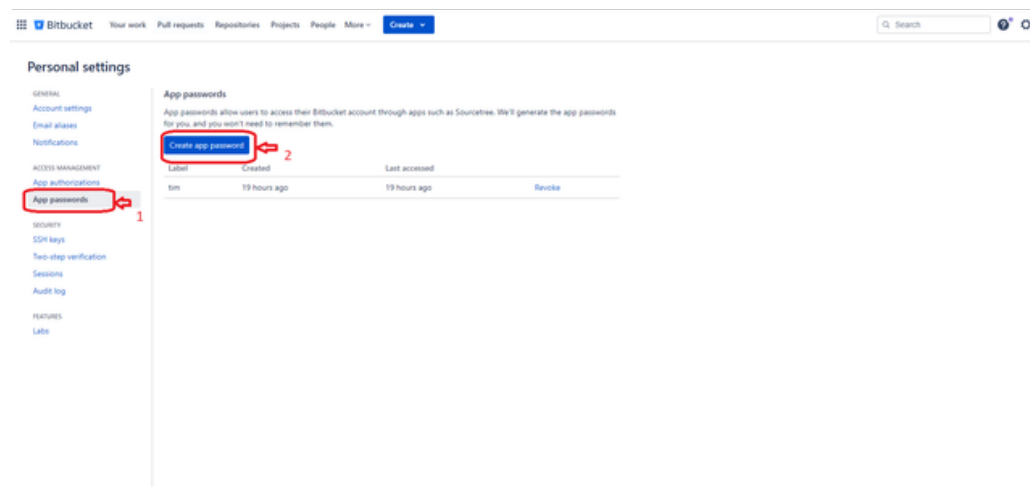 Bitbucket Your work Pull requests Repositories Projects People More Create Search
Personal settings
GENERAL
Account settings
Email aliases
Notifications
ACCESS MANAGEMENT
App authorizations
App passwords
1
SECURITY
SSH keys
Two-step verification
Sessions
Audit log
FEATURES
Labs
App passwords
App passwords allow users to access their Bitbucket account through apps such as Sourcetree. We'll generate the app passwords
for you, and you won't need to remember them.
Create app password
2
Label Created Last accessed
tim 19 hours ago 19 hours ago Revoke